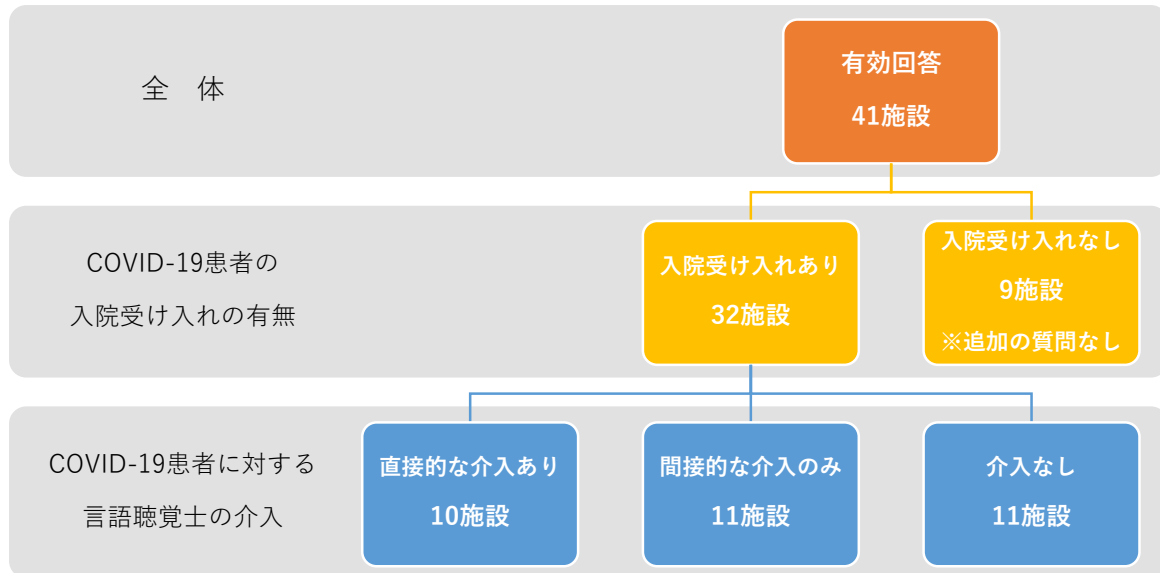 全　体
有効回答
41施設
COVID-19患者の
入院受け入れの有無
入院受け入れあり
32施設
入院受け入れなし
9施設
※追加の質問なし
COVID-19患者に対する
言語聴覚士の介入
直接的な介入あり
10施設
間接的な介入のみ
11施設
介入なし
11施設